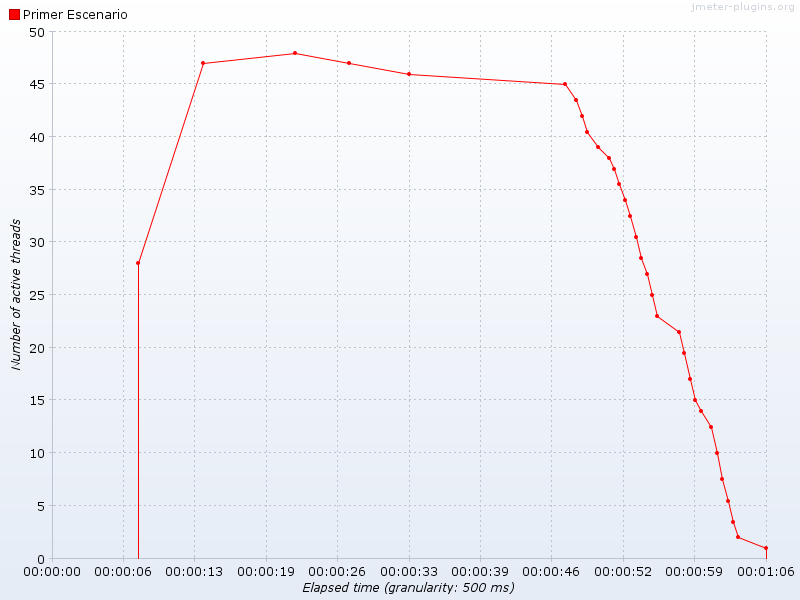 jmeter-plugins.org
Primer Escenario
50
45
40
35
30
25
20
15
10
5
0
Number of active threads
00:00:00 00:00:06 00:00:13 00:00:19 00:00:26 00:00:33 00:00:39 00:00:46 00:00:52 00:00:59 00:01:06
Elapsed time (granularity: 500 ms)